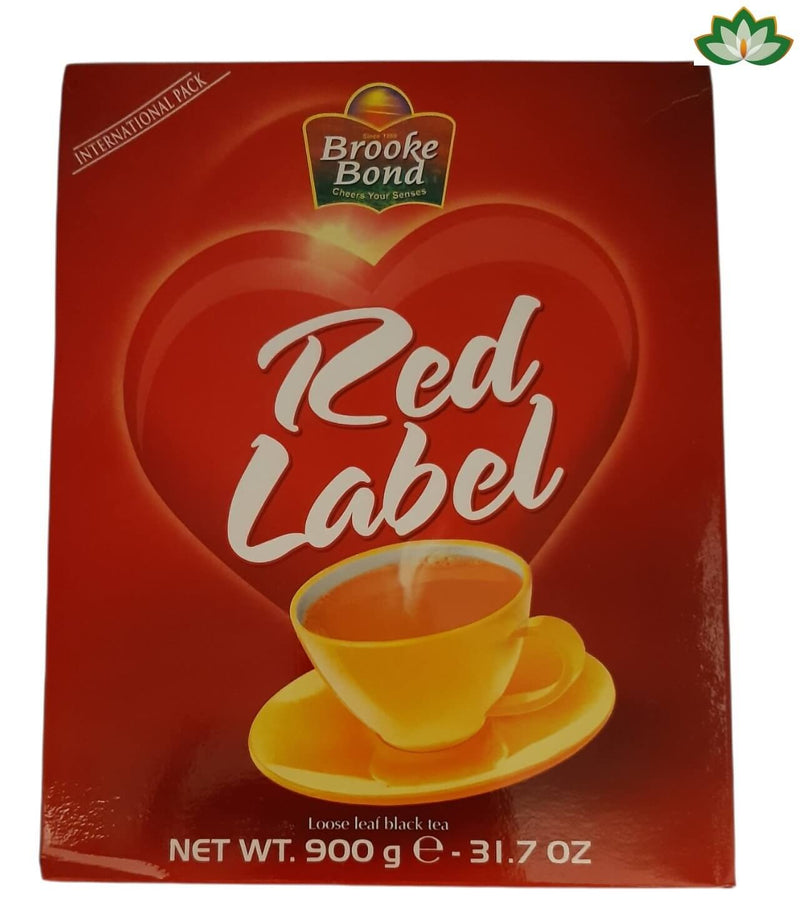 INTERNATIONAL PACK
Since 1869
Brooke
Bond
Cheers Your Senses
Red
Label
Loose leaf black tea
NET WT. 900 g ℮ - 31.7 OZ